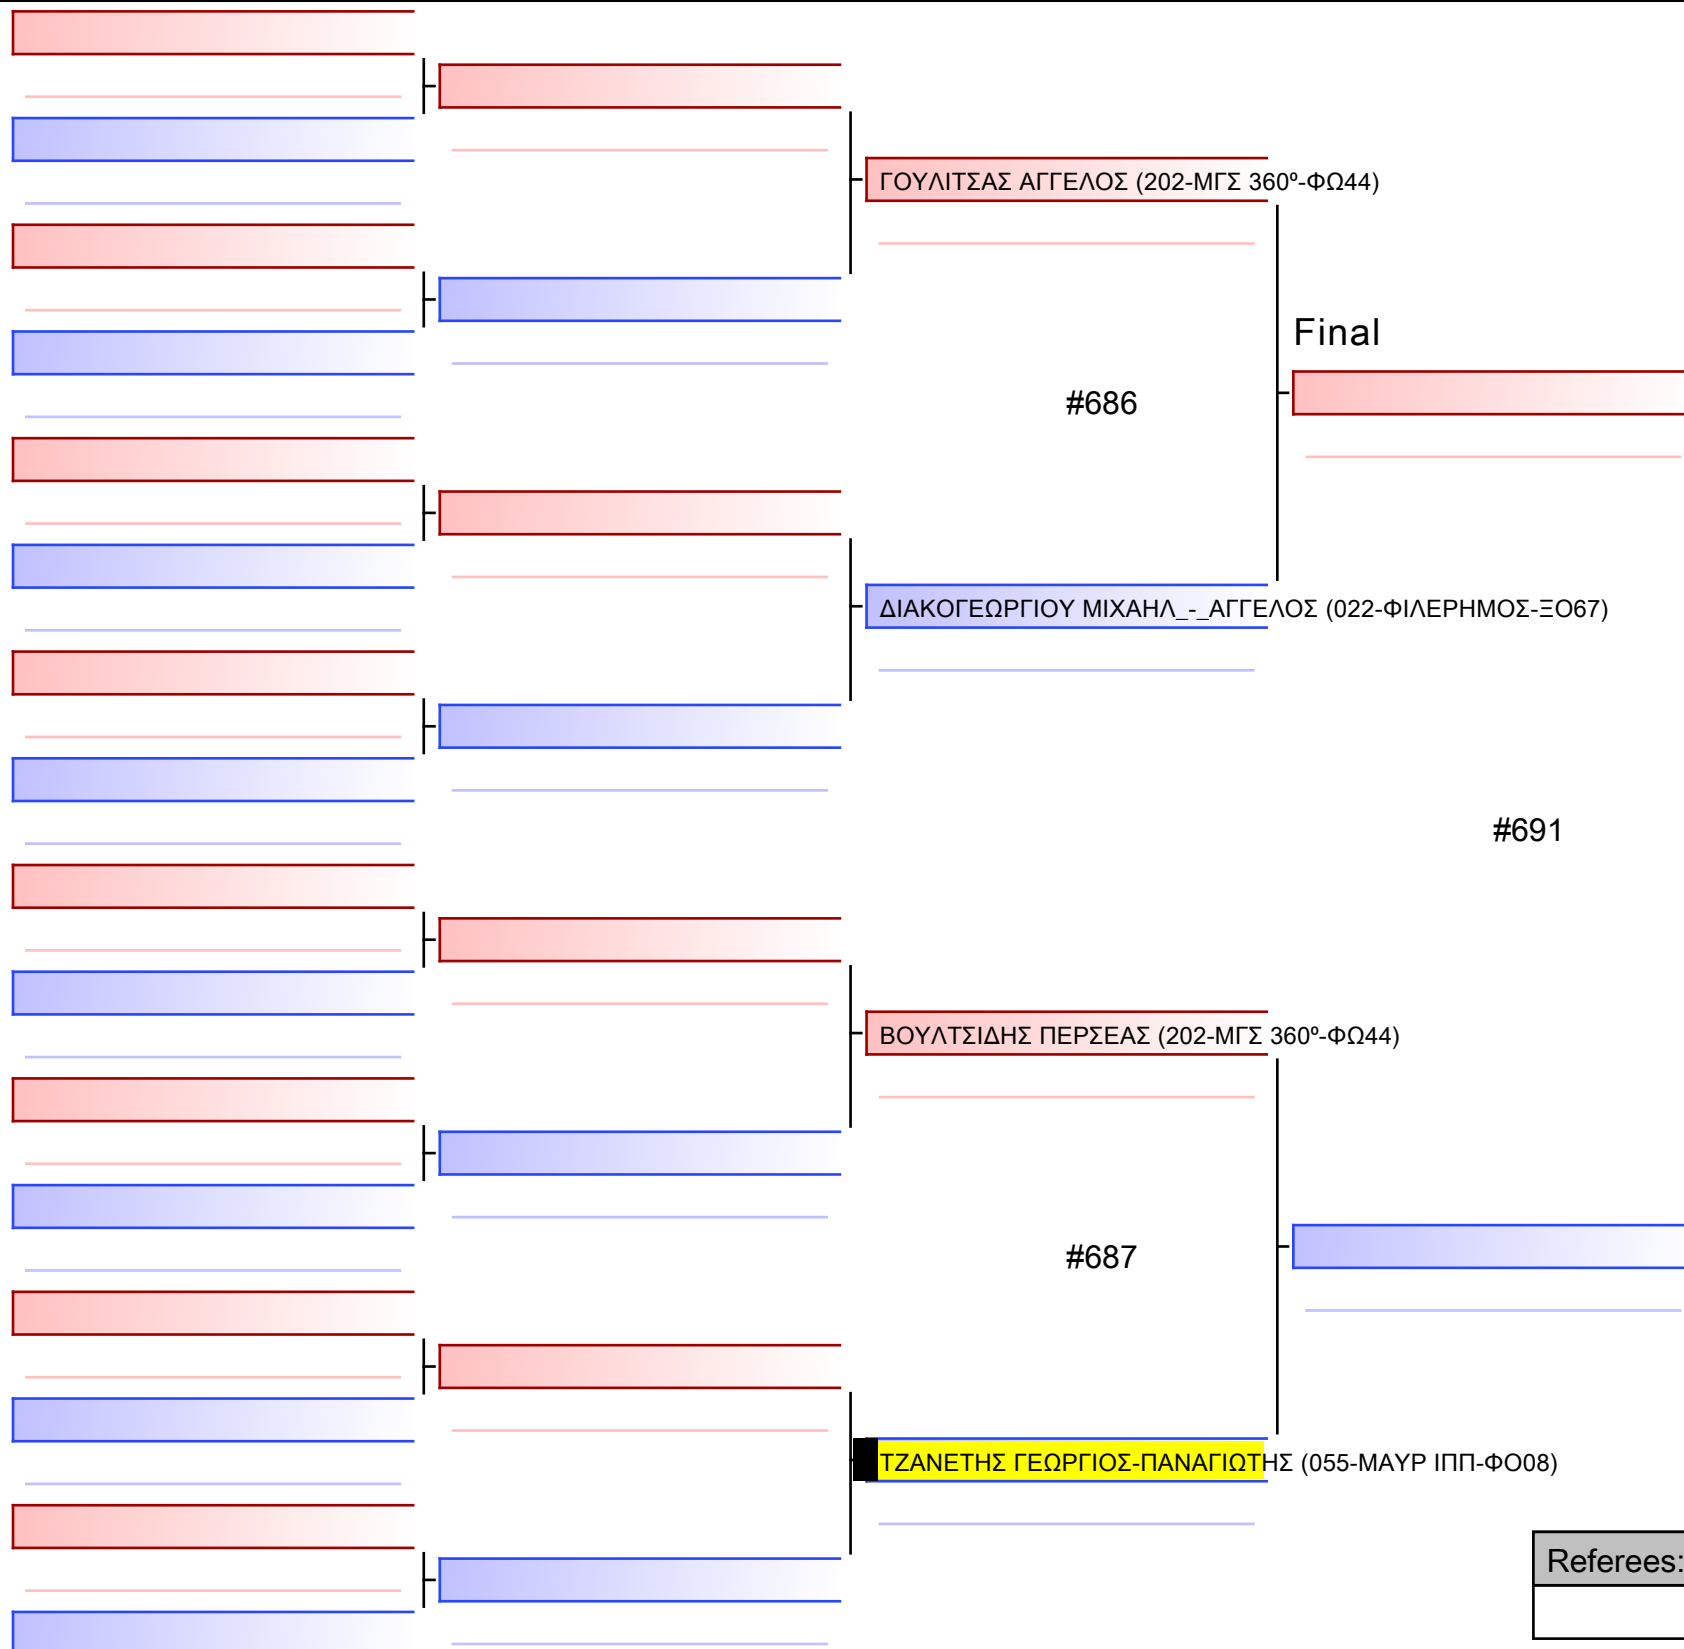 ΓΟΥΛΙΤΣΑΣ ΑΓΓΕΛΟΣ (202-ΜΓΣ 360º-ΦΩ44)
Final
#686
ΔΙΑΚΟΓΕΩΡΓΙΟΥ ΜΙΧΑΗΛ_-_ΑΓΓΕΛΟΣ (022-ΦΙΛΕΡΗΜΟΣ-ΞΟ67)
#691
ΒΟΥΛΤΣΙΔΗΣ ΠΕΡΣΕΑΣ (202-ΜΓΣ 360º-ΦΩ44)
#687
ΤΖΑΝΕΤΗΣ ΓΕΩΡΓΙΟΣ-ΠΑΝΑΓΙΩΤΗΣ (055-ΜΑΥΡ ΙΠΠ-ΦΟ08)
Referees: